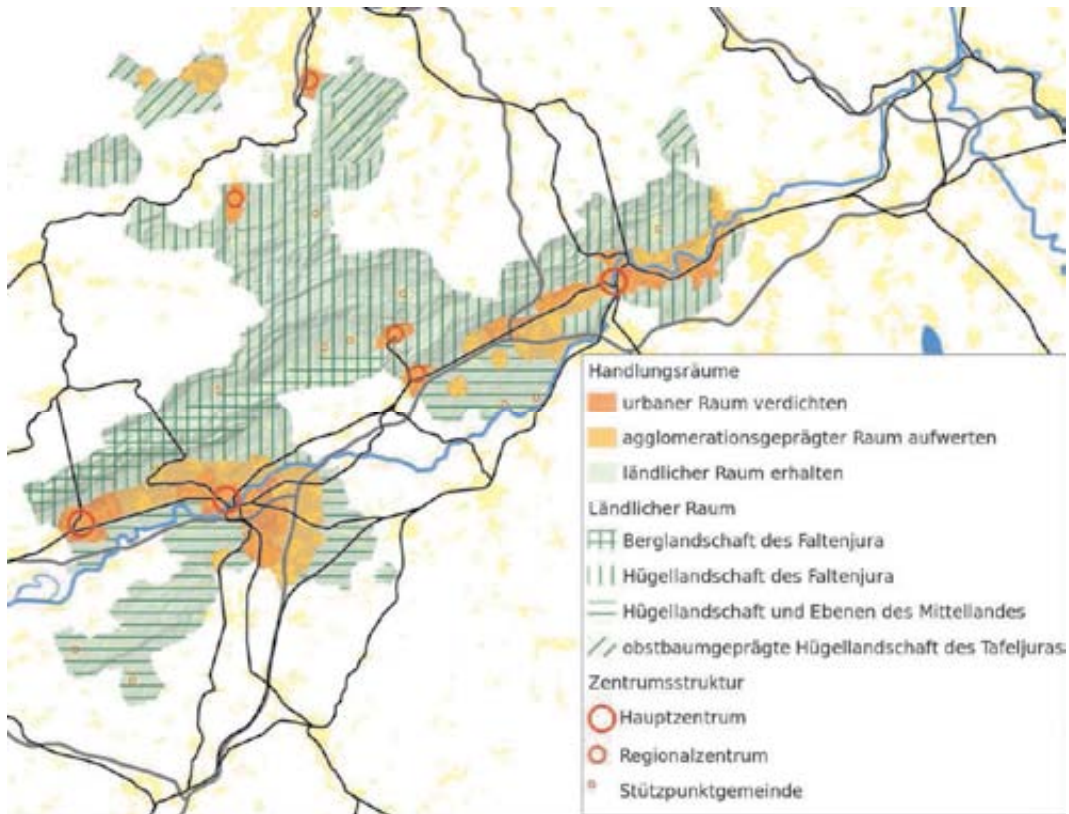 Handlungsräume
urbaner Raum verdichten
agglomerationsgeprägter Raum aufwerten
ländlicher Raum erhalten
Ländlicher Raum
Berglandschaft des Faltenjura
Hügellandschaft des Faltenjura
Hügellandschaft und Ebenen des Mittellandes
obstbaumgeprägte Hügellandschaft des Tafeljuras
Zentrumsstruktur
Hauptzentrum
Regionalzentrum
Stützpunktgemeinde